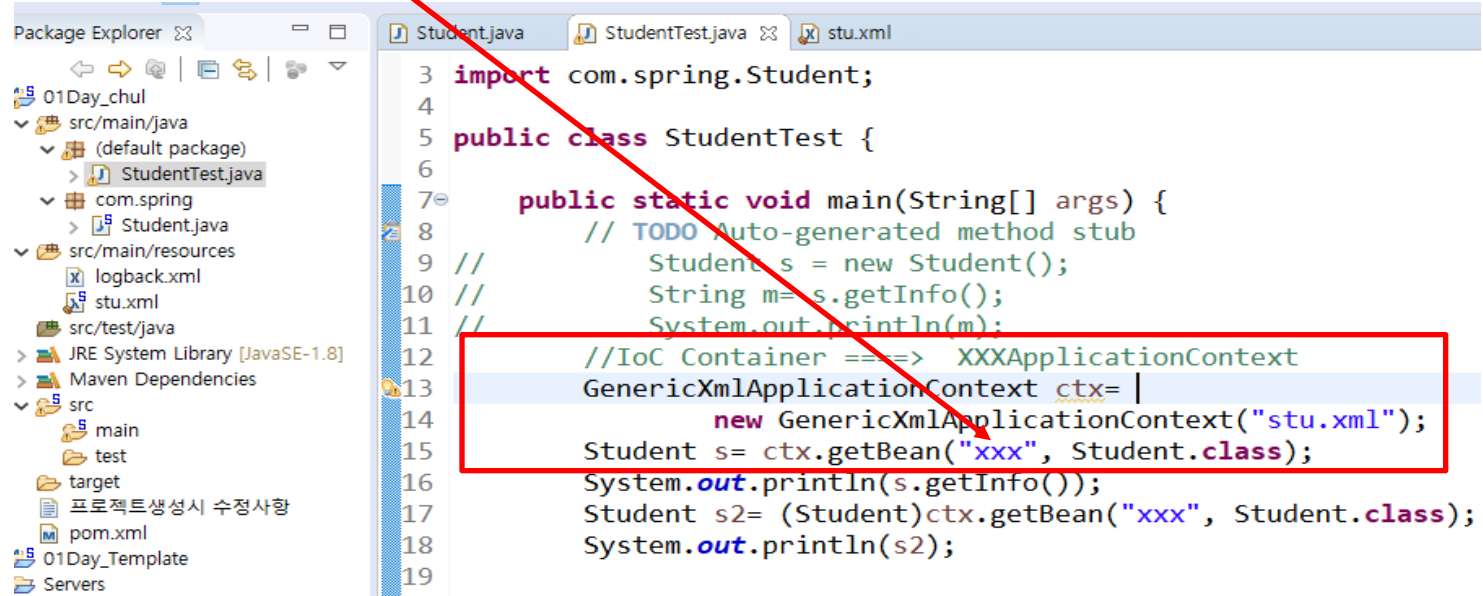 Package Explorer
01Day_chul
src/main/java
(default package)
StudentTest.java
com.spring
Student.java
src/main/resources
logback.xml
stu.xml
src/test/java
JRE System Library [JavaSE-1.8]
Maven Dependencies
src
main
test
target
프로젝트생성시 수정사항
pom.xml
01Day_Template
Servers
Student.java StudentTest.java stu.xml
3 import com.spring.Student;
4
5 public class StudentTest {
6
7 public static void main(String[] args) {
8 // TODO Auto-generated method stub
9 // Student s = new Student();
10 // String m= s.getInfo();
11 // System.out.println(m);
12 //IoC Container ====> XXXApplicationContext
13 GenericXmlApplicationContext ctx=
14 new GenericXmlApplicationContext("stu.xml");
15 Student s= ctx.getBean("xxx", Student.class);
16 System.out.println(s.getInfo());
17 Student s2= (Student)ctx.getBean("xxx", Student.class);
18 System.out.println(s2);
19